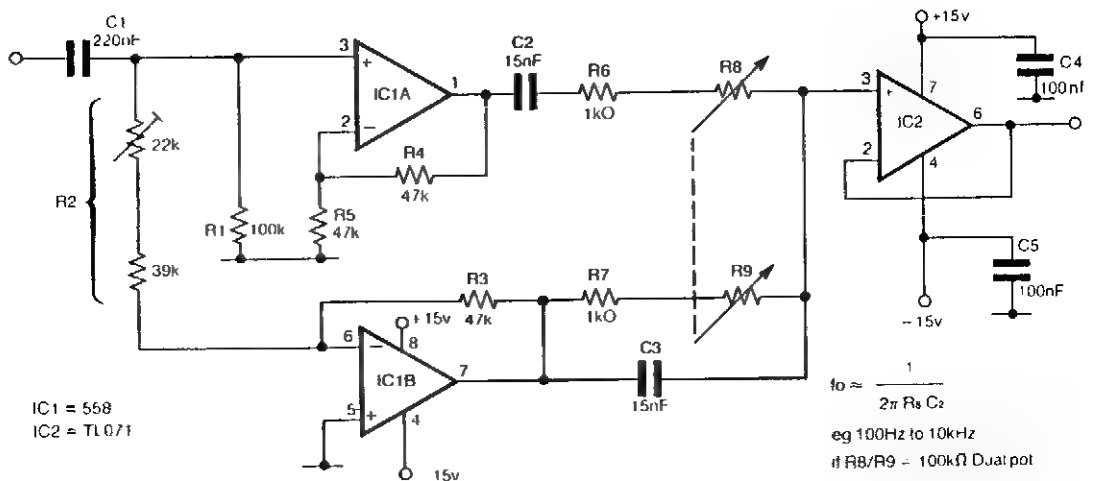 C1
220nF
3
+
IC1A
1
2
−
C2
15nF
R6
1kΩ
R8
+15v
C4
100nf
3
+
7
IC2
6
2
4
−15v
C5
100nF
22k
R2
39k
R1
100k
R4
47k
R5
47k
R3
47k
R7
1kΩ
R9
+15v
8
6
−
IC1B
7
5
+
4
15v
C3
15nF
IC1 = 558
IC2 = TL071
fo ≈ 1
2π R8 C2
eg 100Hz to 10kHz
if R8/R9 = 100kΩ Dual pot